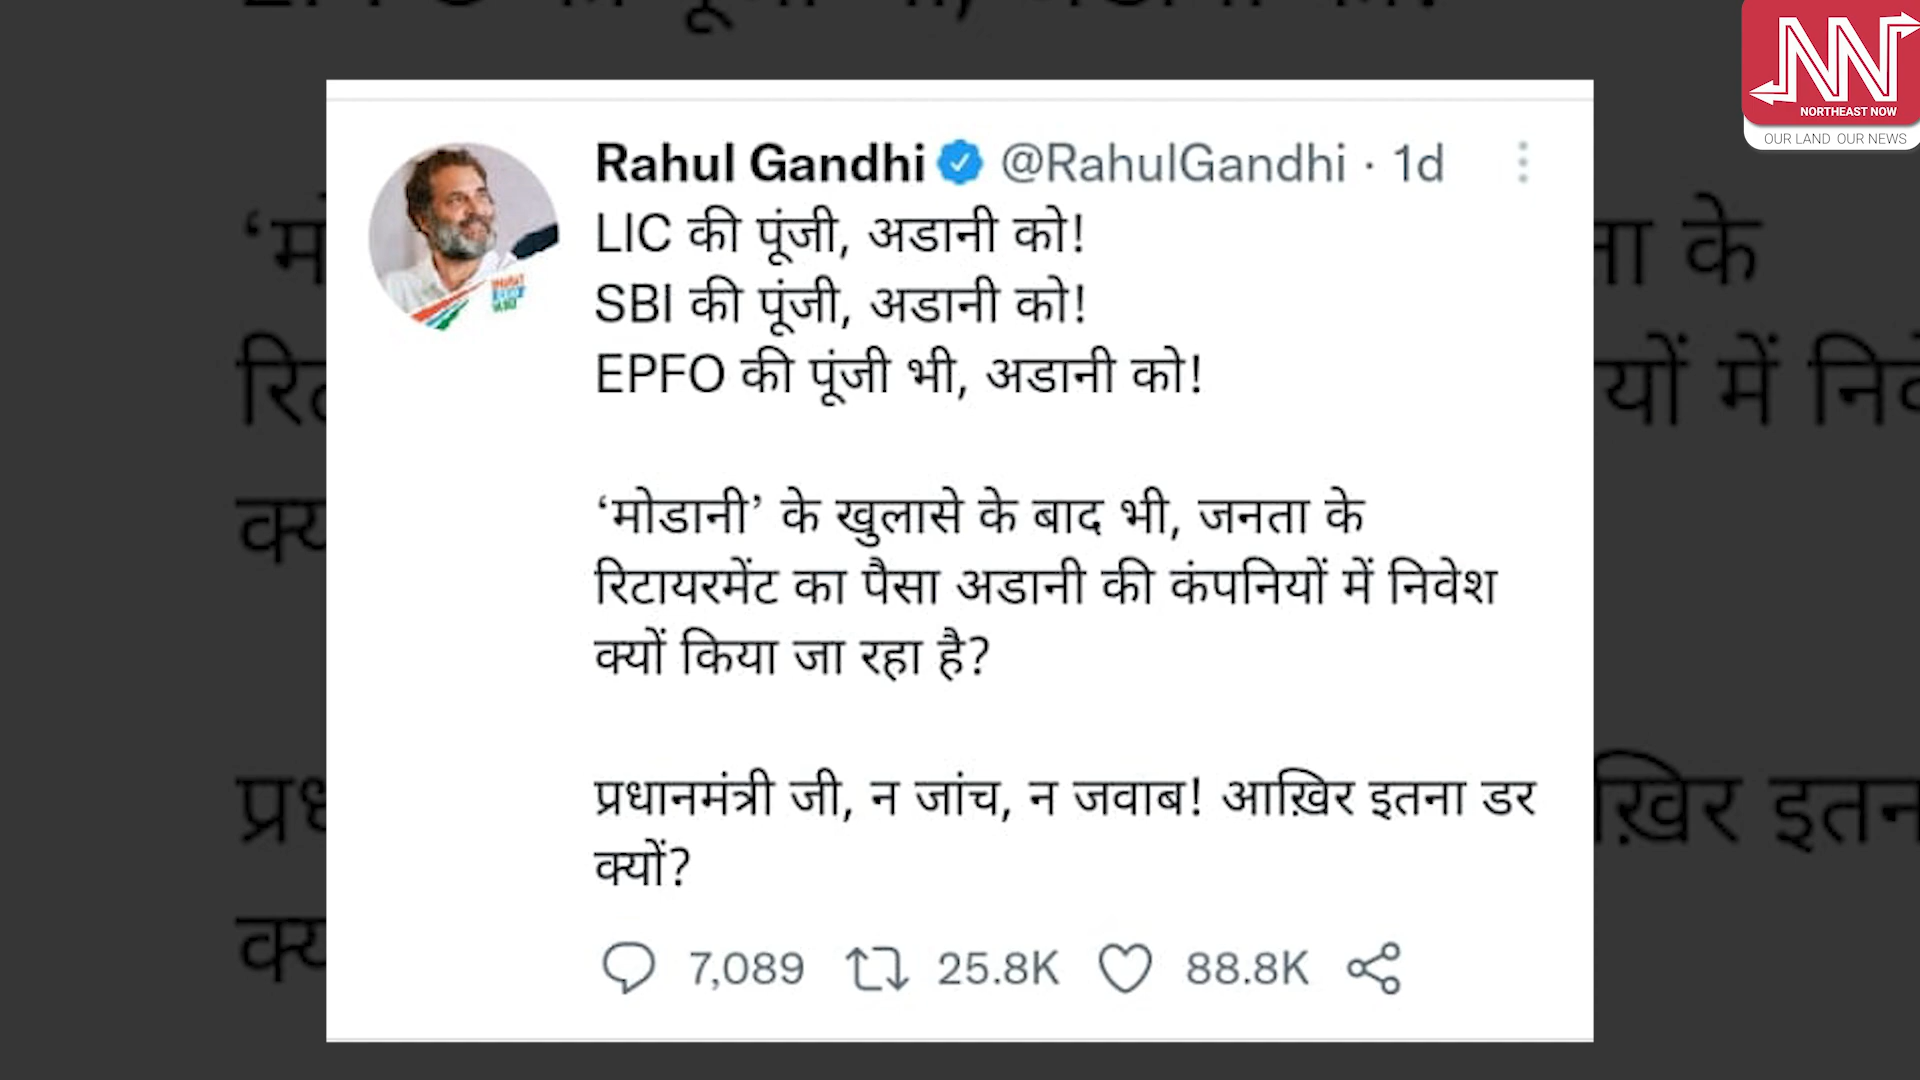 NN
NORTHEAST NOW
OUR LAND OUR NEWS
Rahul Gandhi @RahulGandhi · 1d
LIC की पूंजी, अडानी को!
SBI की पूंजी, अडानी को!
EPFO की पूंजी भी, अडानी को!
‘मोडानी’ के खुलासे के बाद भी, जनता के
रिटायरमेंट का पैसा अडानी की कंपनियों में निवेश
क्यों किया जा रहा है?
प्रधानमंत्री जी, न जांच, न जवाब! आख़िर इतना डर
क्यों?
7,089 25.8K 88.8K